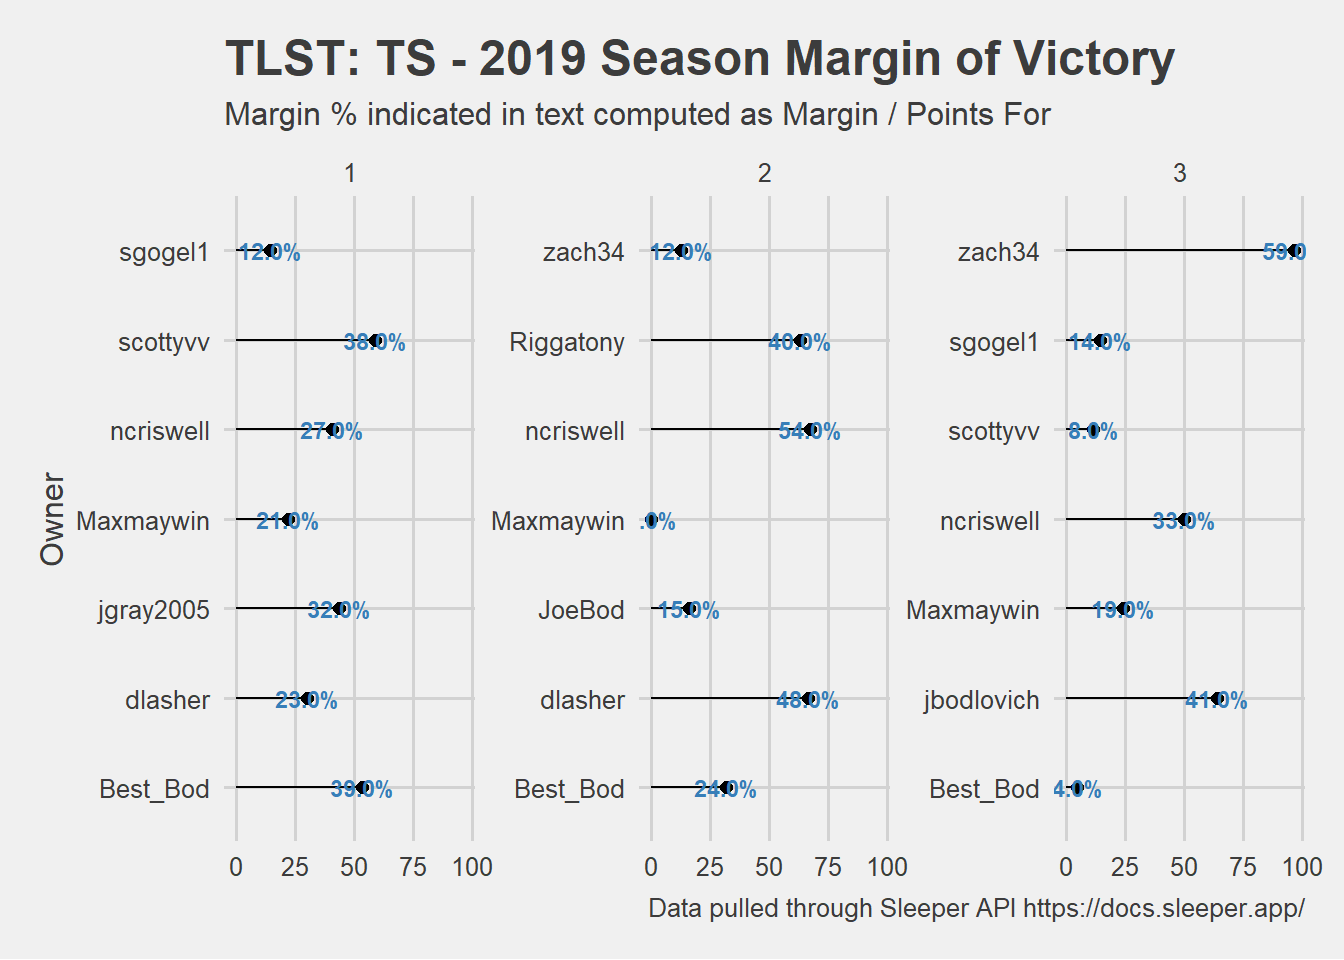 TLST: TS - 2019 Season Margin of Victory
Margin % indicated in text computed as Margin / Points For
1
2
3
Owner
sgogel1 12.0%
scottyvv 38.0%
ncriswell 27.0%
Maxmaywin 21.0%
jgray2005 32.0%
dlasher 23.0%
Best_Bod 39.0%
0 25 50 75 100
zach34 12.0%
Riggatony 40.0%
ncriswell 54.0%
Maxmaywin .0%
JoeBod 15.0%
dlasher 48.0%
Best_Bod 24.0%
0 25 50 75 100
zach34 59.0
sgogel1 14.0%
scottyvv 8.0%
ncriswell 33.0%
Maxmaywin 19.0%
jbodlovich 41.0%
Best_Bod 4.0%
0 25 50 75 100
Data pulled through Sleeper API https://docs.sleeper.app/